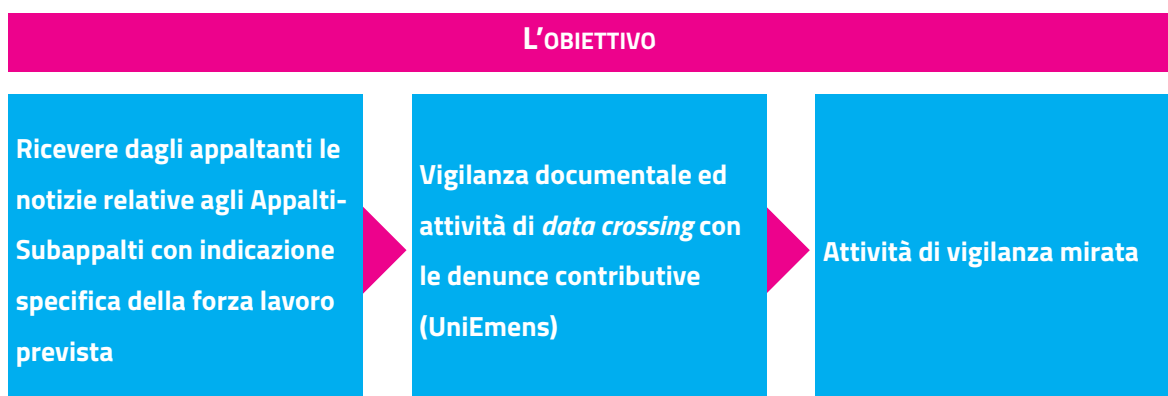 L'OBIETTIVO
Ricevere dagli appaltanti le
notizie relative agli Appalti-
Subappalti con indicazione
specifica della forza lavoro
prevista
Vigilanza documentale ed
attività di data crossing con
le denunce contributive
(UniEmens)
Attività di vigilanza mirata